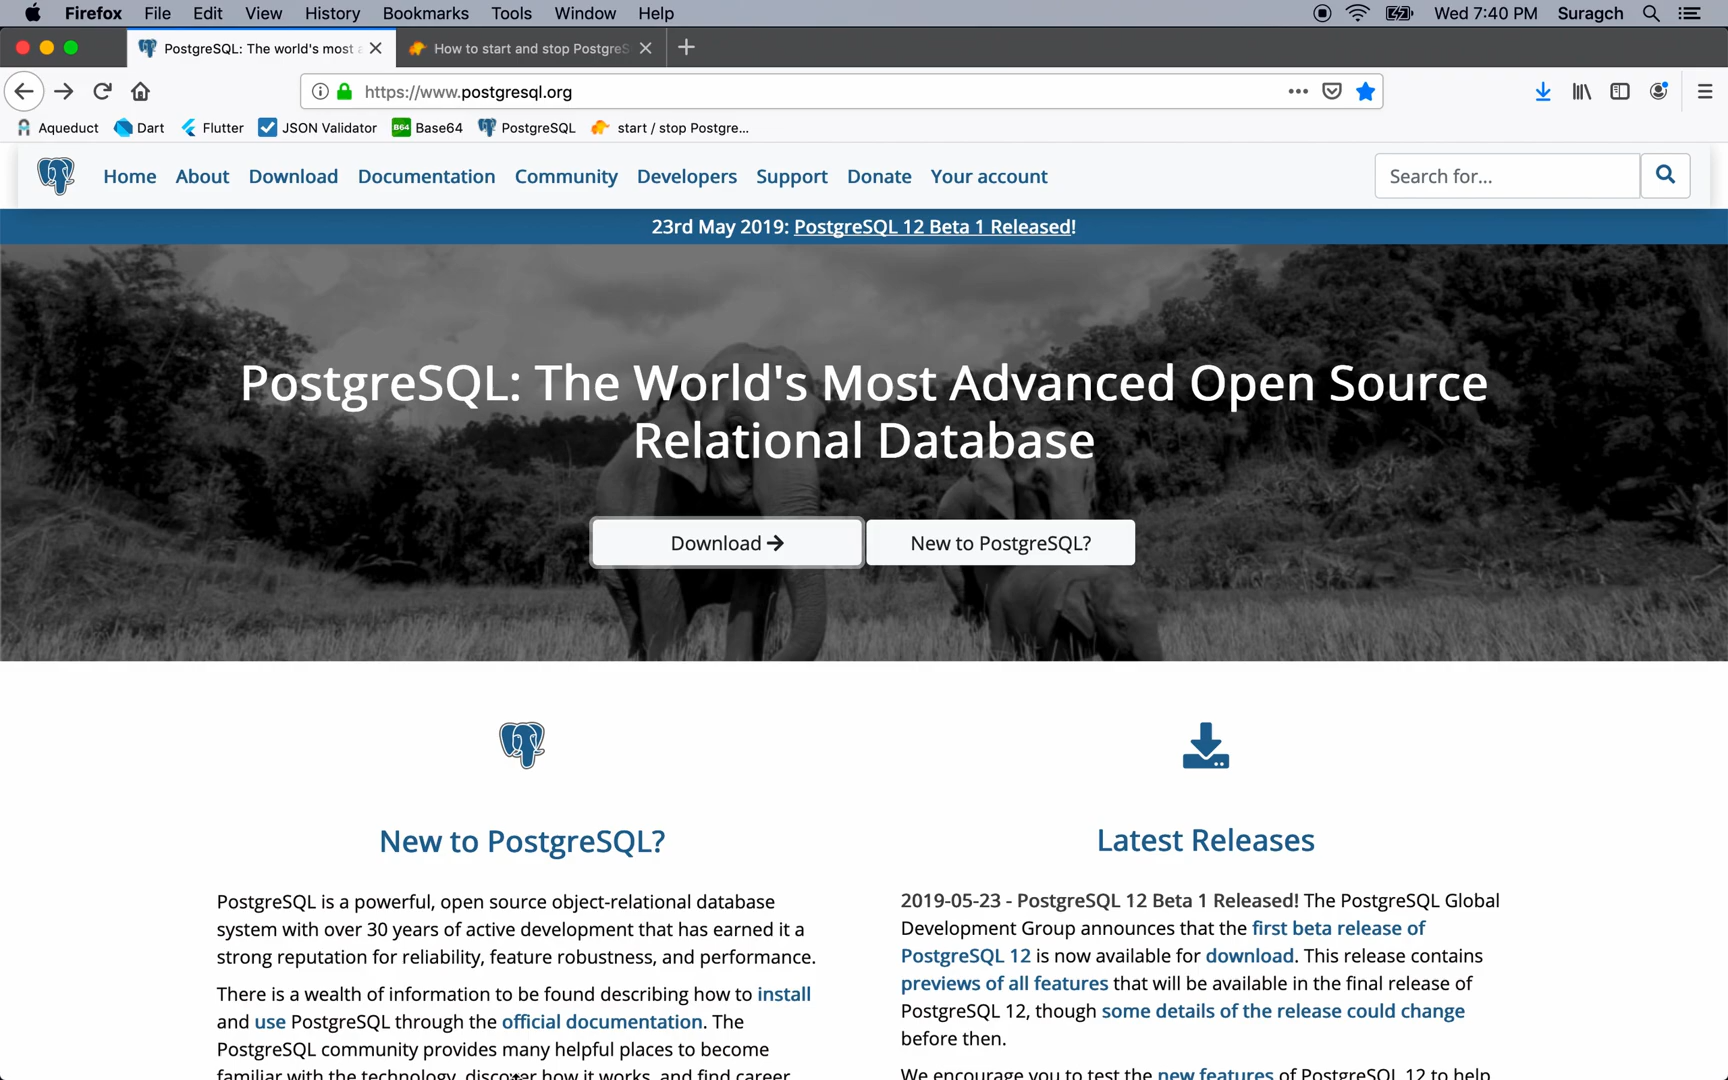 Firefox File Edit View History Bookmarks Tools Window Help Wed 7:40 PM Suragch
PostgreSQL: The world's most a How to start and stop PostgreS
https://www.postgresql.org
Aqueduct Dart Flutter JSON Validator B64 Base64 PostgreSQL start / stop Postgre...
Home About Download Documentation Community Developers Support Donate Your account Search for...
23rd May 2019: PostgreSQL 12 Beta 1 Released!
PostgreSQL: The World's Most Advanced Open Source
Relational Database
Download → New to PostgreSQL?
New to PostgreSQL?
PostgreSQL is a powerful, open source object-relational database
system with over 30 years of active development that has earned it a
strong reputation for reliability, feature robustness, and performance.
There is a wealth of information to be found describing how to install
and use PostgreSQL through the official documentation. The
PostgreSQL community provides many helpful places to become
familiar with the technology, discover how it works, and find career
Latest Releases
2019-05-23 - PostgreSQL 12 Beta 1 Released! The PostgreSQL Global
Development Group announces that the first beta release of
PostgreSQL 12 is now available for download. This release contains
previews of all features that will be available in the final release of
PostgreSQL 12, though some details of the release could change
before then.
We encourage you to test the new features of PostgreSQL 12 to help